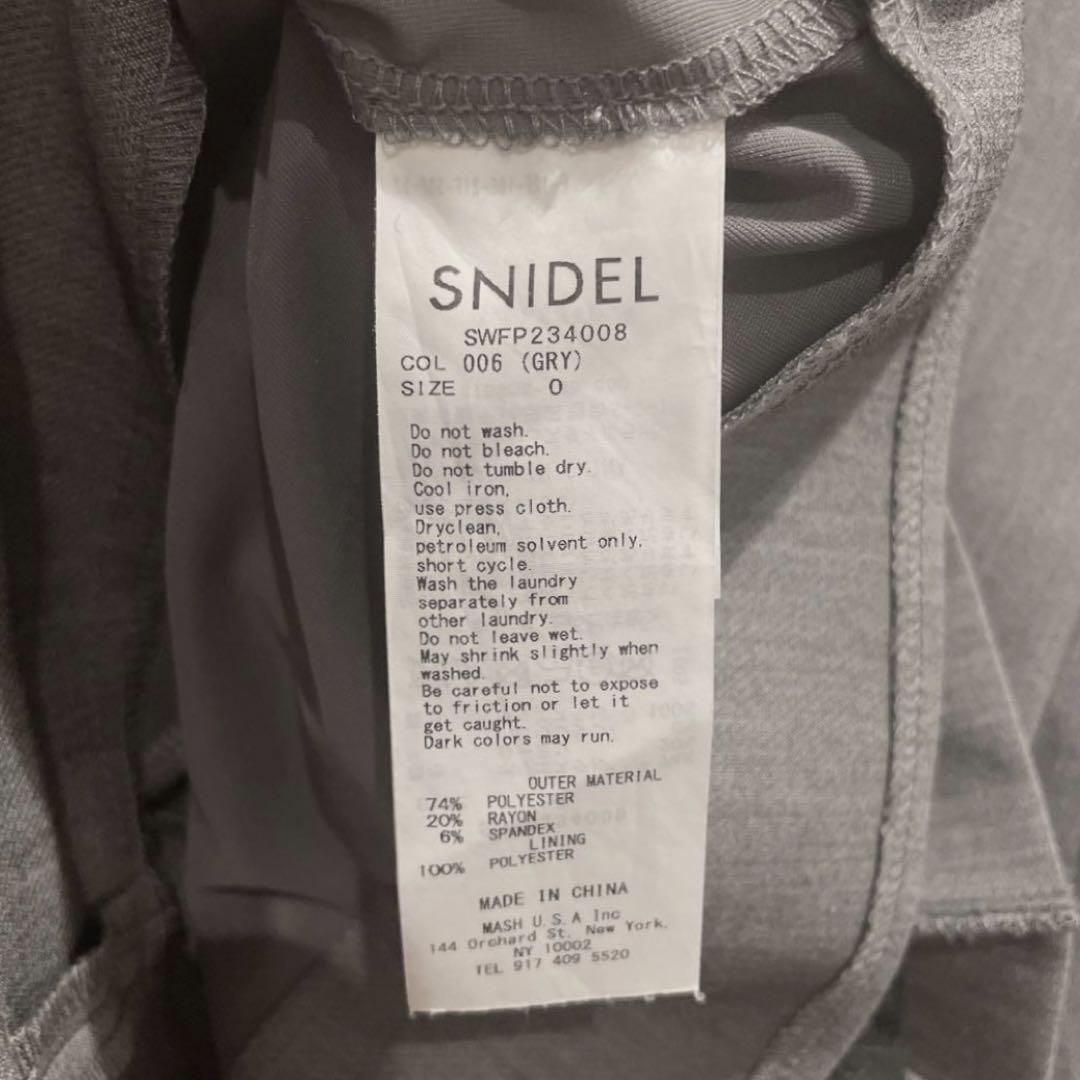 SNIDEL
SWFP234008
COL 006 (GRY)
SIZE 0
Do not wash.
Do not bleach.
Do not tumble dry.
Cool iron,
use press cloth.
Dryclean,
petroleum solvent only,
short cycle.
Wash the laundry
separately from
other laundry.
Do not leave wet.
May shrink slightly when
washed.
Be careful not to expose
to friction or let it
get caught.
Dark colors may run.
OUTER MATERIAL
74% POLYESTER
20% RAYON
6% SPANDEX
LINING
100% POLYESTER
MADE IN CHINA
MASH U.S.A Inc
144 Orchard St. New York,
NY 10002
TEL 917 409 5520